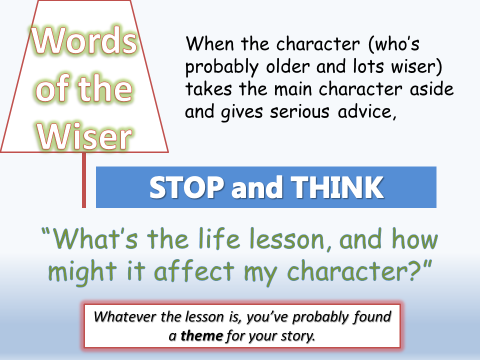 Words
of the
Wiser
When the character (who's
probably older and lots wiser)
takes the main character aside
and gives serious advice,
STOP and THINK
“What's the life lesson, and how
might it affect my character?”
Whatever the lesson is, you've probably found
a theme for your story.